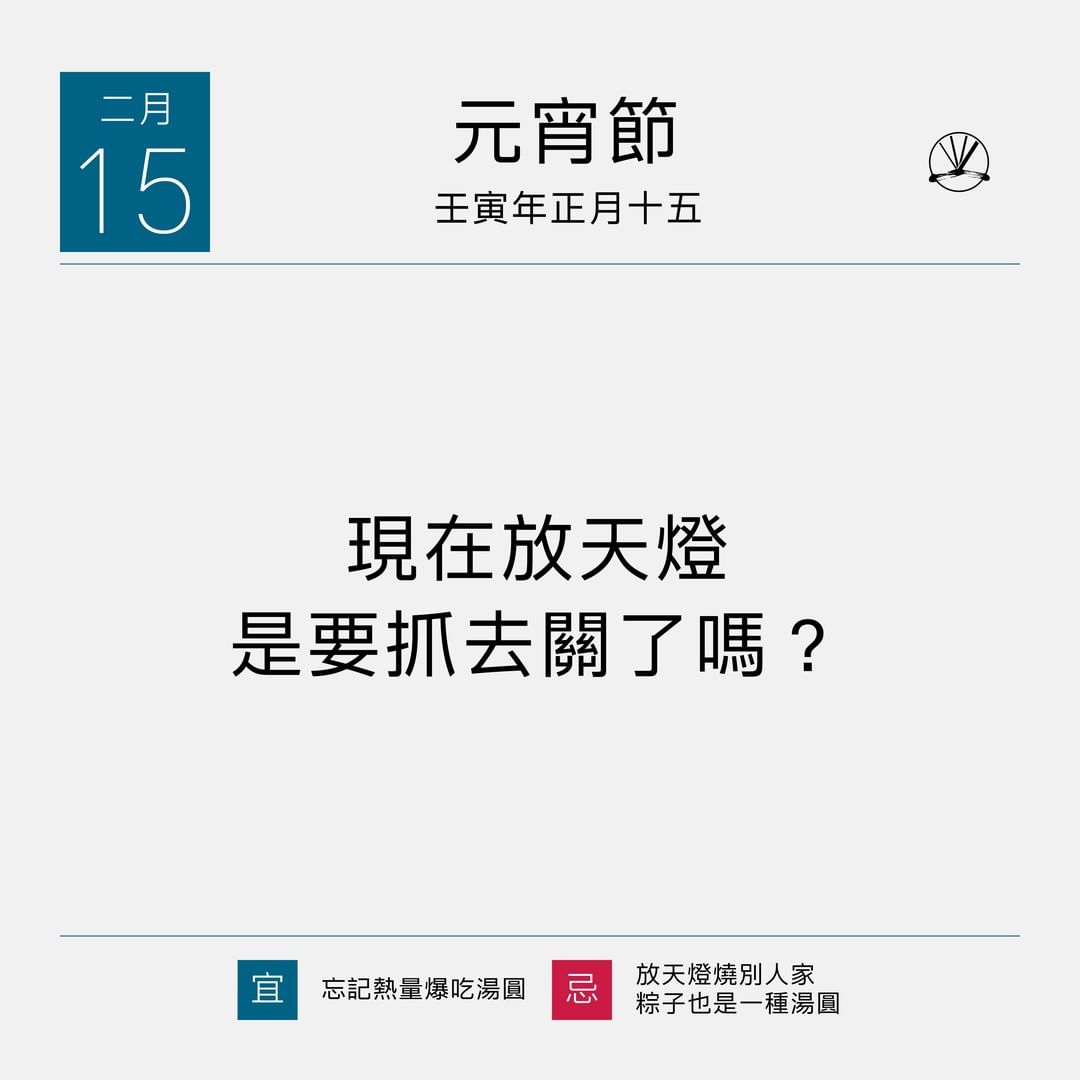 二月
15
元宵節
壬寅年正月十五
現在放天燈
是要抓去關了嗎？
宜
忘記熱量爆吃湯圓
忌
放天燈燒別人家
粽子也是一種湯圓